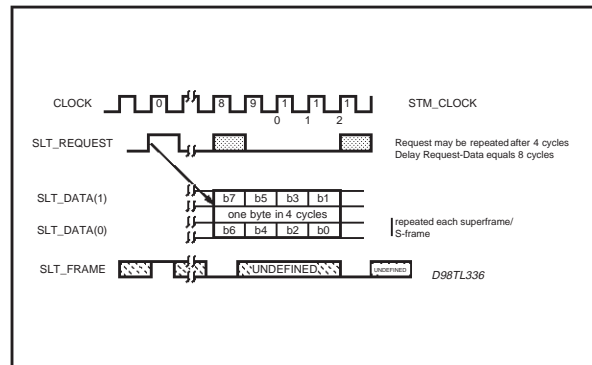 CLOCK 0 8 9 1 1 1 STM_CLOCK
0 1 2
SLT_REQUEST
Request may be repeated after 4 cycles
Delay Request-Data equals 8 cycles
SLT_DATA(1) b7 b5 b3 b1
one byte in 4 cycles
SLT_DATA(0) b6 b4 b2 b0
repeated each superframe/
S-frame
SLT_FRAME UNDEFINED UNDEFINED
D98TL336